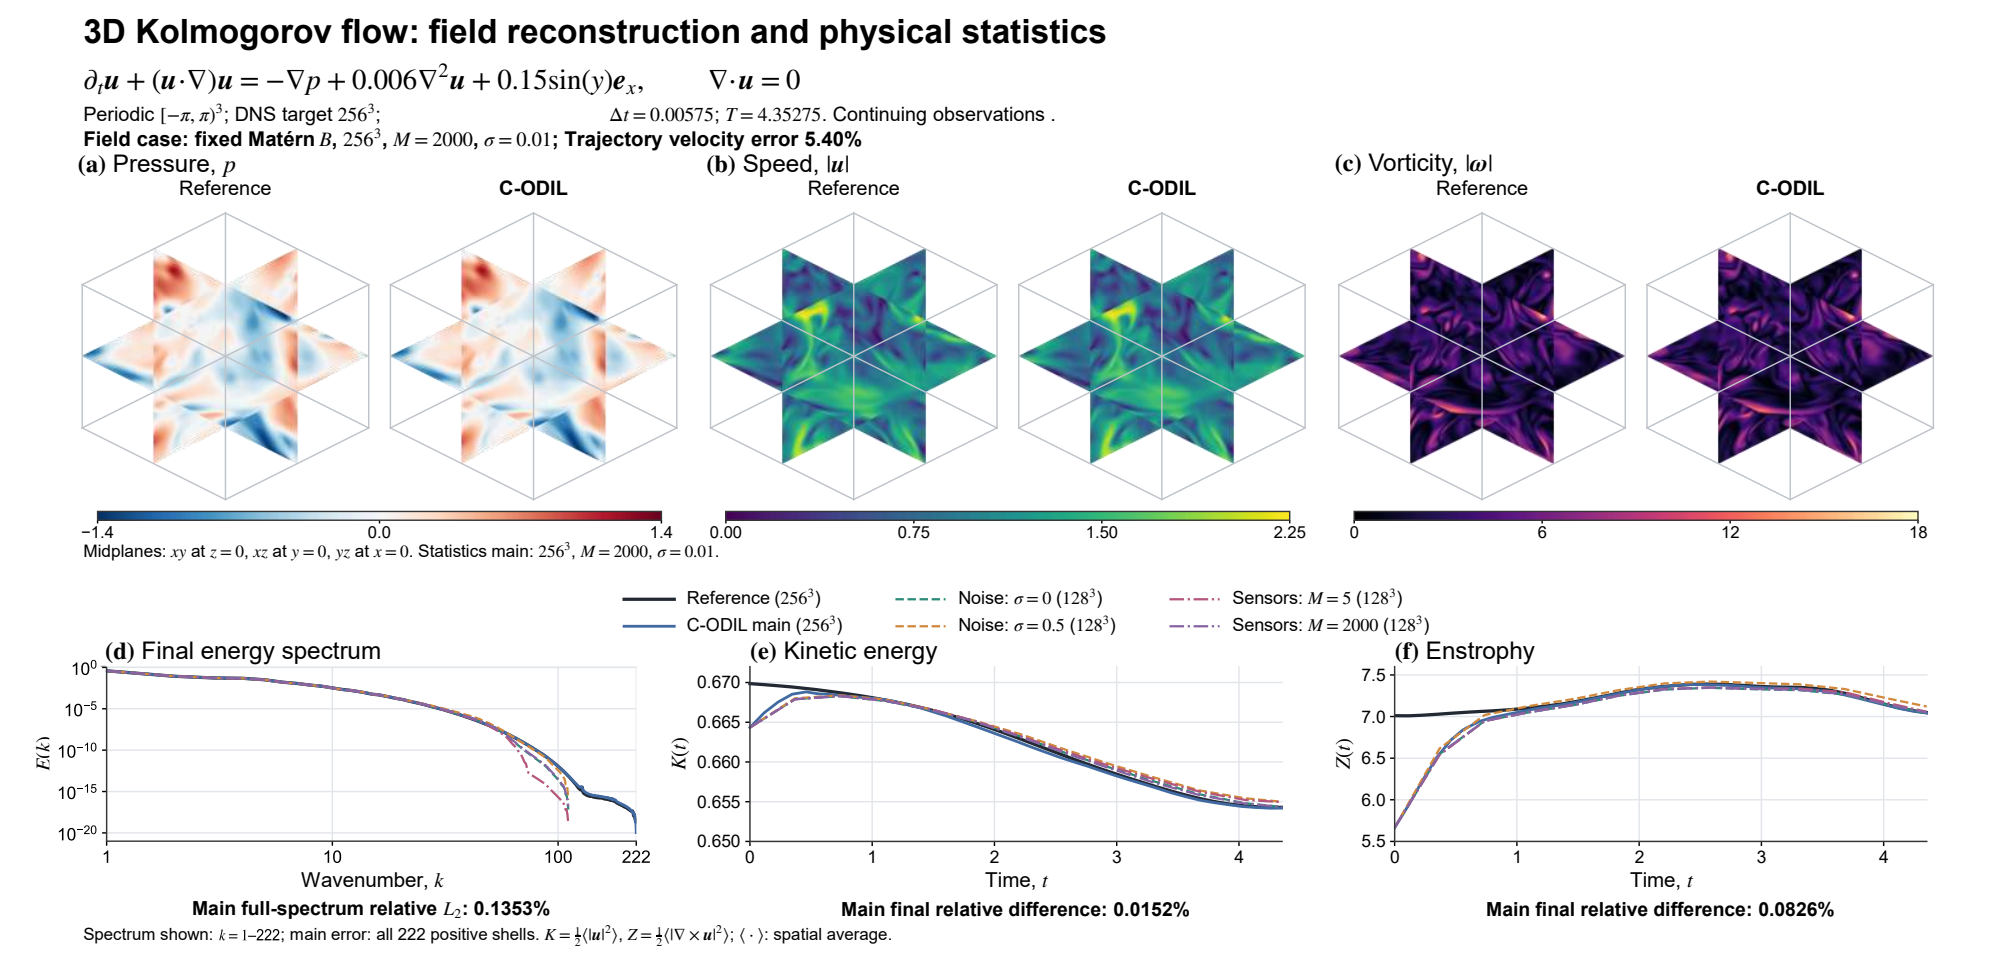 3D Kolmogorov flow: field reconstruction and physical statistics
∂ₜu + (u·∇)u = −∇p + 0.006∇²u + 0.15sin(y)eₓ, ∇·u = 0
Periodic [−π, π)³; DNS target 256³; Δt = 0.00575; T = 4.35275. Continuing observations .
Field case: fixed Matérn B, 256³, M = 2000, σ = 0.01; Trajectory velocity error 5.40%
(a) Pressure, p
(b) Speed, |u|
(c) Vorticity, |ω|
Reference
C-ODIL
Reference
C-ODIL
Reference
C-ODIL
−1.4 0.0 1.4
0.00 0.75 1.50 2.25
0 6 12 18
Midplanes: xy at z = 0, xz at y = 0, yz at x = 0. Statistics main: 256³, M = 2000, σ = 0.01.
Reference (256³)
Noise: σ = 0 (128³)
Sensors: M = 5 (128³)
C-ODIL main (256³)
Noise: σ = 0.5 (128³)
Sensors: M = 2000 (128³)
(d) Final energy spectrum
E(k)
10⁰
10⁻⁵
10⁻¹⁰
10⁻¹⁵
10⁻²⁰
1 10 100 222
Wavenumber, k
Main full-spectrum relative L₂: 0.1353%
(e) Kinetic energy
K(t)
0.670
0.665
0.660
0.655
0.650
0 1 2 3 4
Time, t
Main final relative difference: 0.0152%
(f) Enstrophy
Z(t)
7.5
7.0
6.5
6.0
5.5
0 1 2 3 4
Time, t
Main final relative difference: 0.0826%
Spectrum shown: k = 1–222; main error: all 222 positive shells. K = ½⟨|u|²⟩, Z = ½⟨|∇ × u|²⟩; ⟨ · ⟩: spatial average.